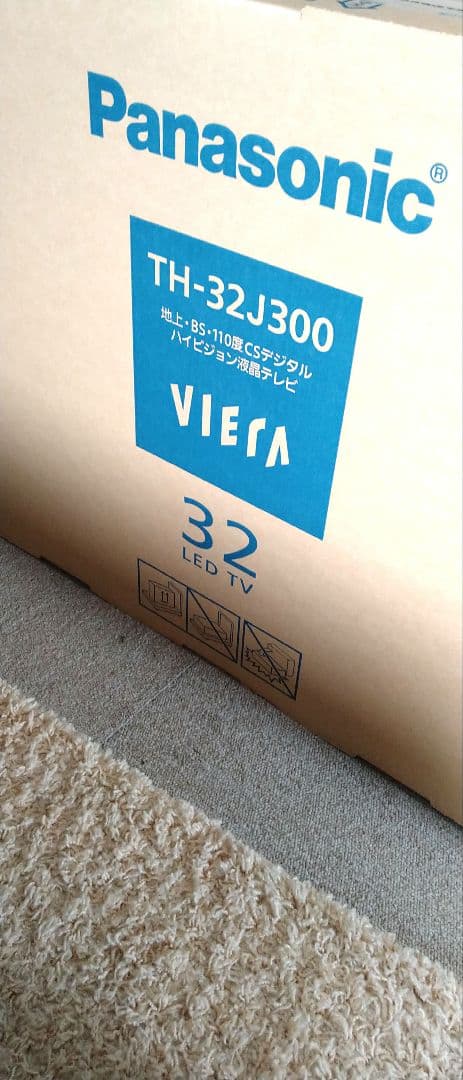 Panasonic®
TH-32J300
地上・BS・110度CSデジタル
ハイビジョン液晶テレビ
VIErA
32
LED TV